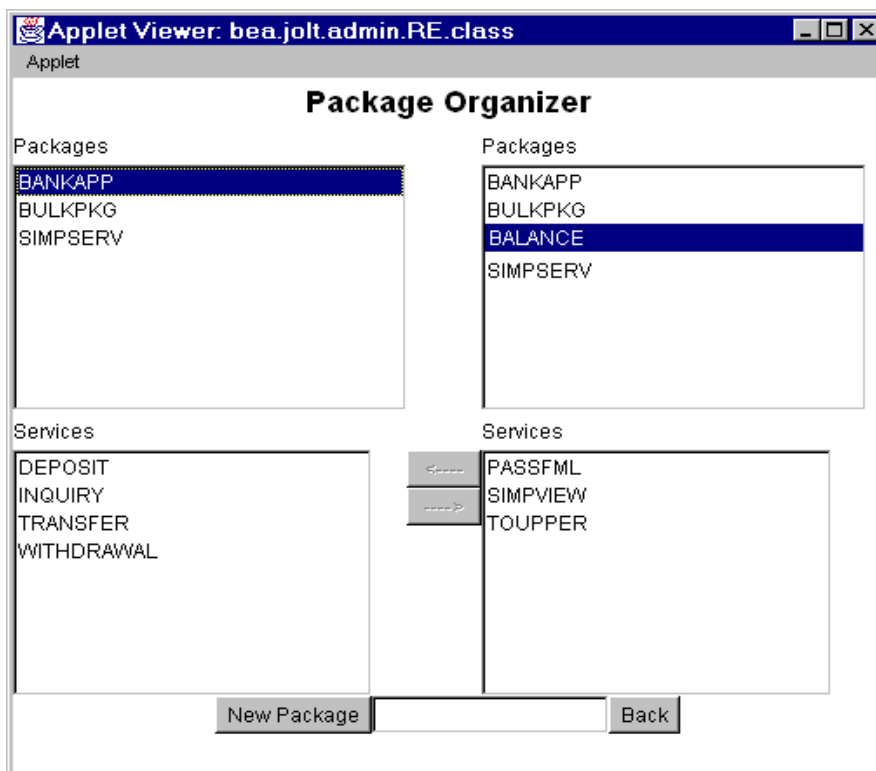 Applet Viewer: bea.jolt.admin.RE.class
Applet
Package Organizer
Packages
BANKAPP
BULKPKG
SIMPSERV
Packages
BANKAPP
BULKPKG
BALANCE
SIMPSERV
Services
DEPOSIT
INQUIRY
TRANSFER
WITHDRAWAL
<----
---->
Services
PASSFML
SIMPVIEW
TOUPPER
New Package
Back